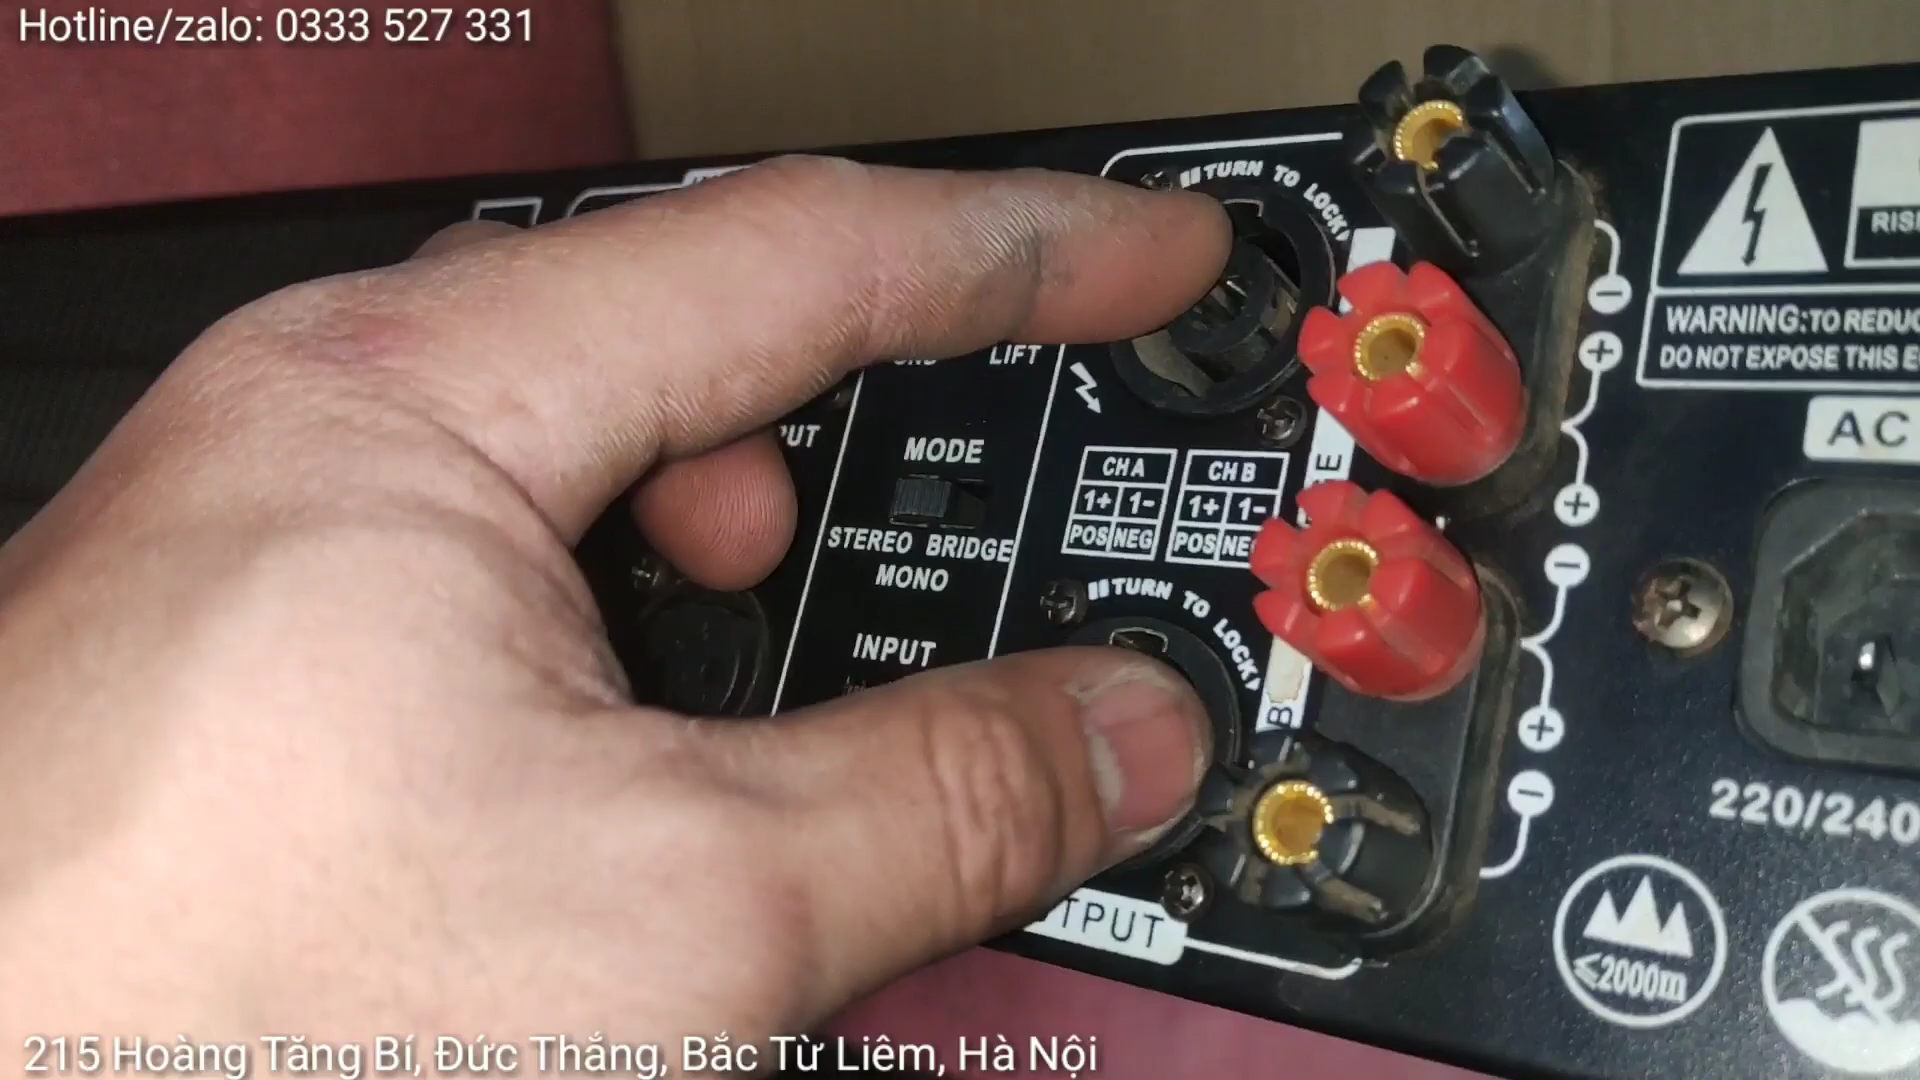 Hotline/zalo: 0333 527 331
TURN TO LOCK
LIFT
MODE
STEREO BRIDGE
MONO
INPUT
CH A
1+ 1-
POS NEG
CH B
1+ 1-
POS NE
TURN TO LOCK
B
TPUT
- 
+
+
-
+
-
WARNING:TO REDUC
DO NOT EXPOSE THIS E
AC
220/240
≤2000m
215 Hoàng Tăng Bí, Đức Thắng, Bắc Từ Liêm, Hà Nội